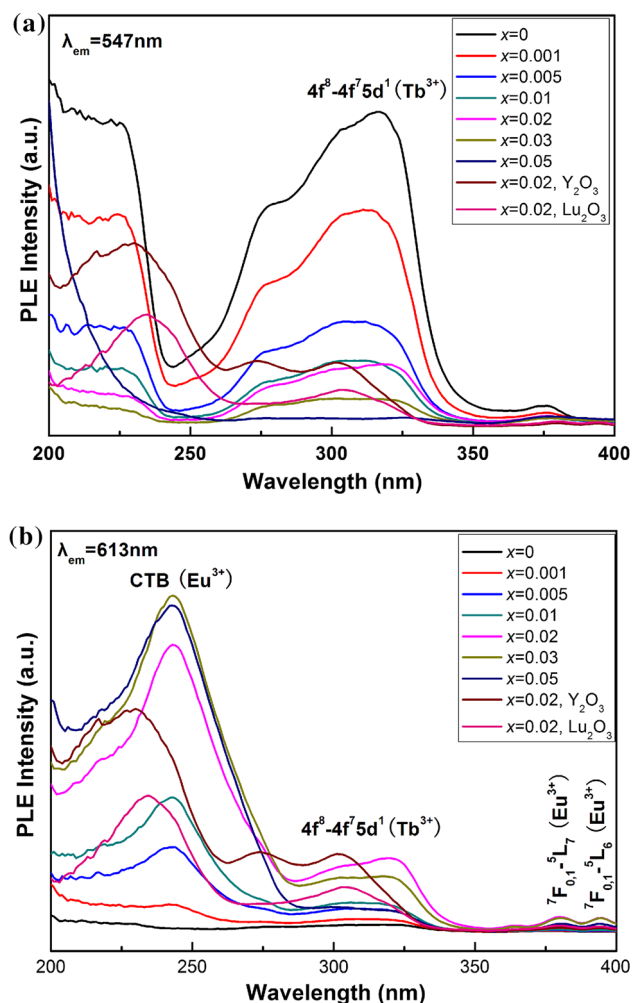 (a)
λem=547nm
4f⁸-4f⁷5d¹ (Tb³⁺)
x=0
x=0.001
x=0.005
x=0.01
x=0.02
x=0.03
x=0.05
x=0.02, Y₂O₃
x=0.02, Lu₂O₃
PLE Intensity (a.u.)
200 250 300 350 400
Wavelength (nm)
(b)
λem=613nm
CTB (Eu³⁺)
x=0
x=0.001
x=0.005
x=0.01
x=0.02
x=0.03
x=0.05
x=0.02, Y₂O₃
x=0.02, Lu₂O₃
4f⁸-4f⁷5d¹ (Tb³⁺)
⁷F₀,₁-⁵L₇ (Eu³⁺)
⁷F₀,₁-⁵L₆ (Eu³⁺)
PLE Intensity (a.u.)
200 250 300 350 400
Wavelength (nm)